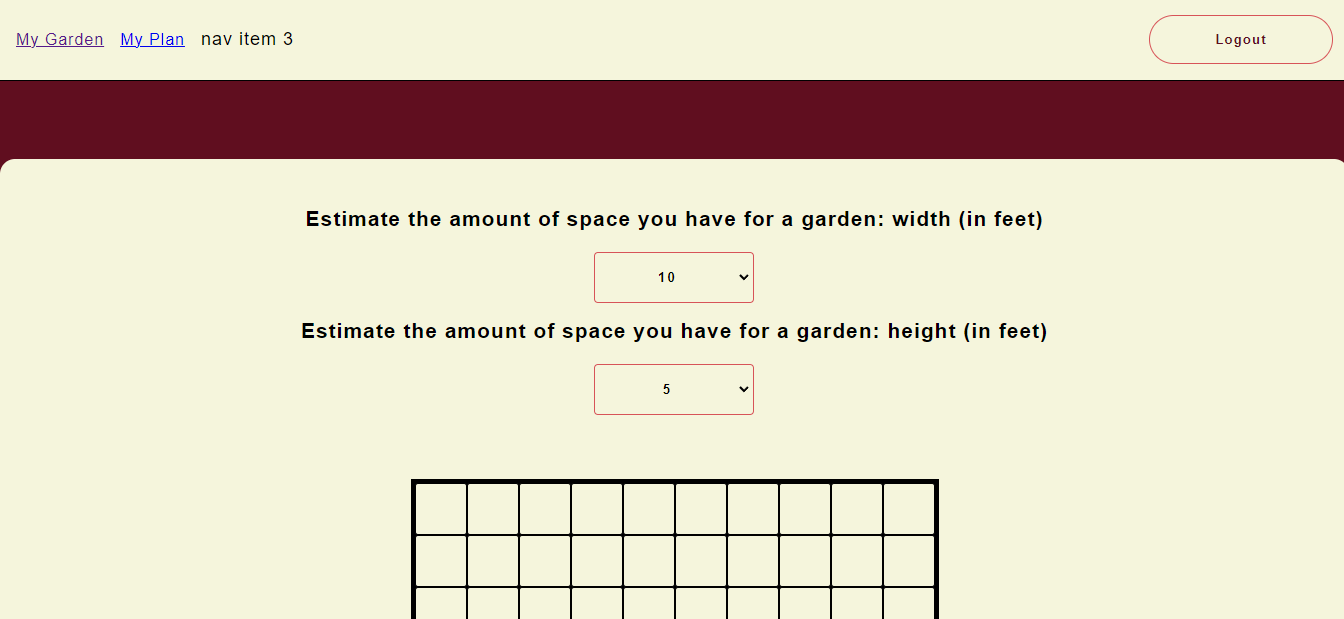 My Garden My Plan nav item 3 Logout
Estimate the amount of space you have for a garden: width (in feet)
10
Estimate the amount of space you have for a garden: height (in feet)
5